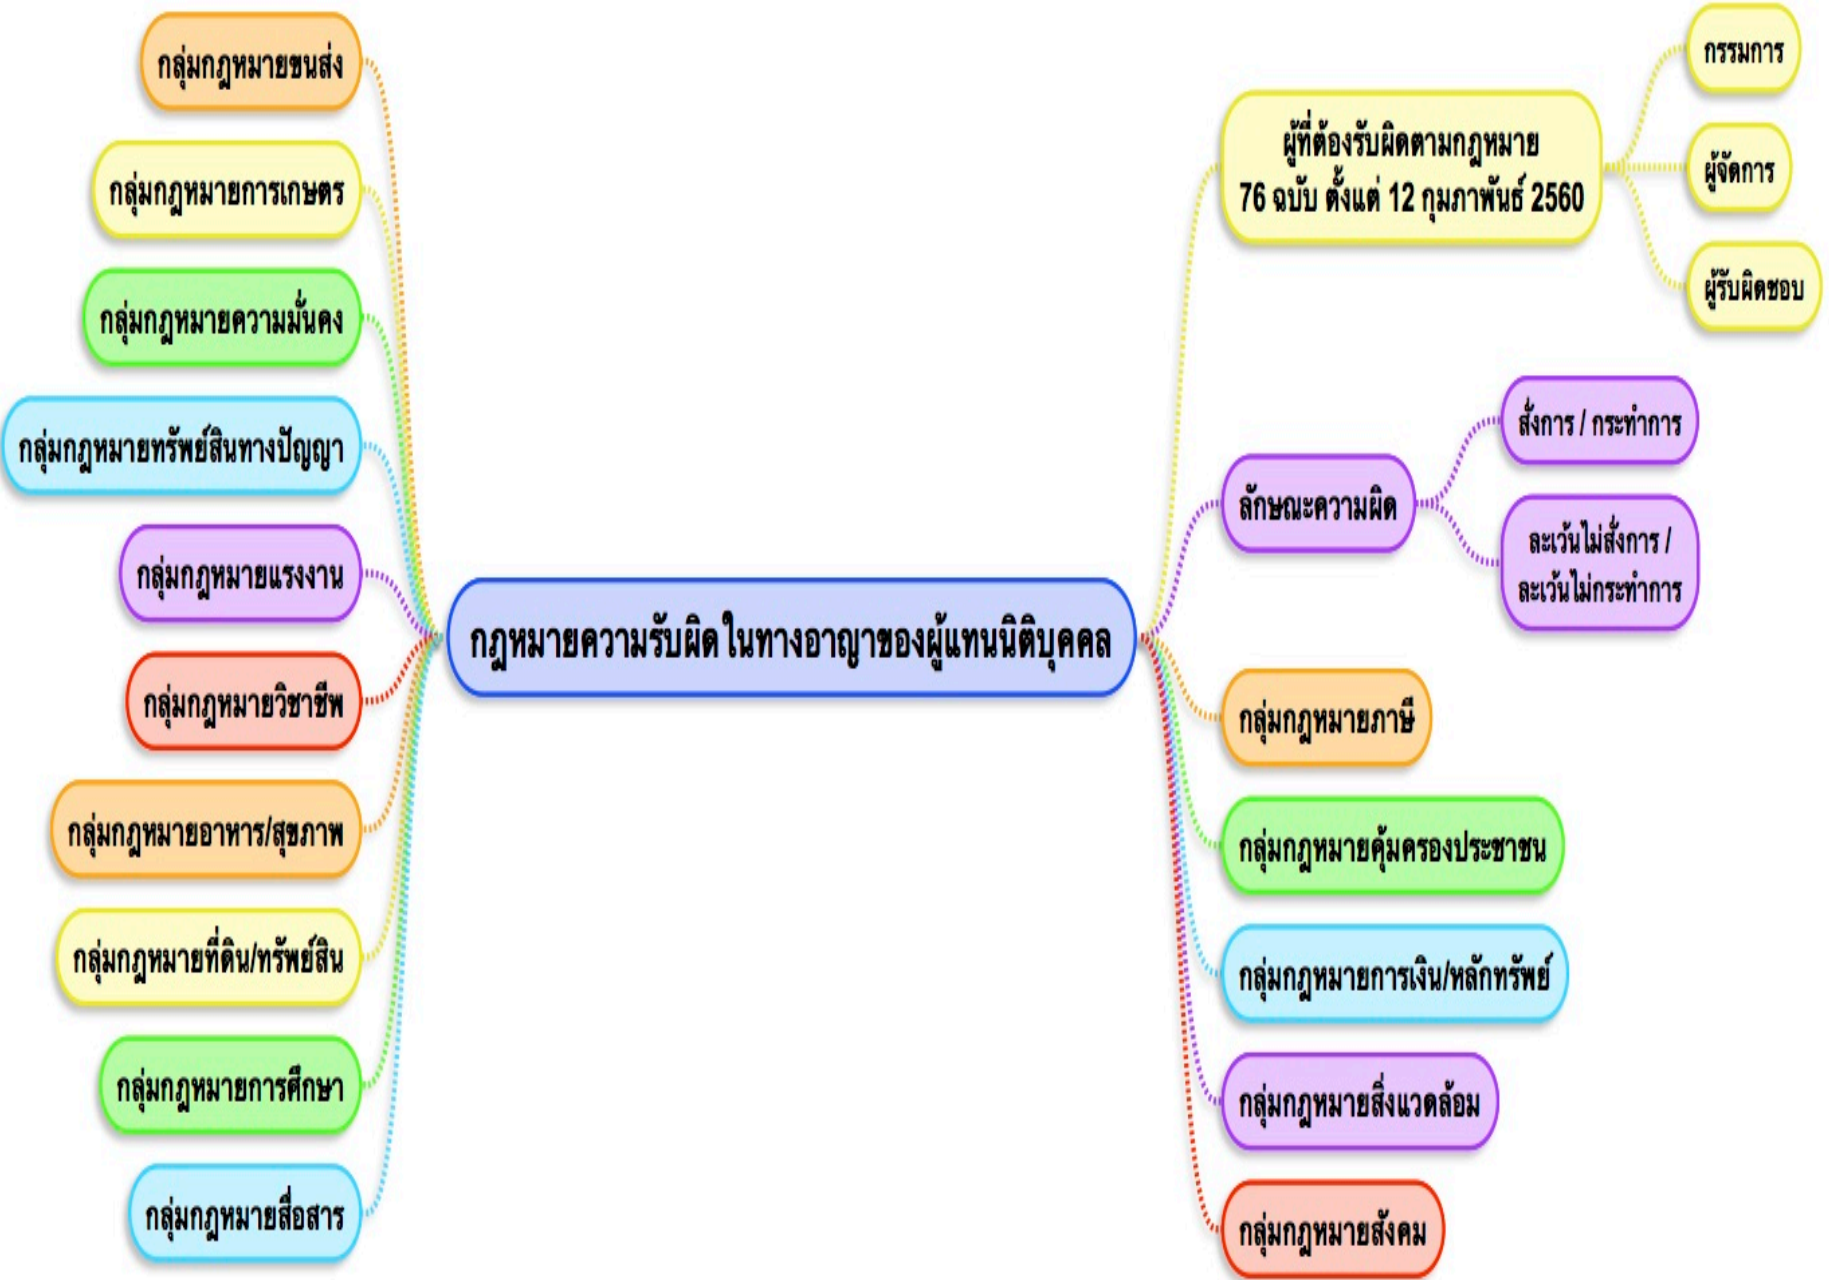 กฎหมายความรับผิดในทางอาญาของผู้แทนนิติบุคคล
ผู้ที่ต้องรับผิดตามกฎหมาย
76 ฉบับ ตั้งแต่ 12 กุมภาพันธ์ 2560
กรรมการ
ผู้จัดการ
ผู้รับผิดชอบ
ลักษณะความผิด
สั่งการ / กระทำการ
ละเว้นไม่สั่งการ /
ละเว้นไม่กระทำการ
กลุ่มกฎหมายภาษี
กลุ่มกฎหมายคุ้มครองประชาชน
กลุ่มกฎหมายการเงิน/หลักทรัพย์
กลุ่มกฎหมายสิ่งแวดล้อม
กลุ่มกฎหมายสังคม
กลุ่มกฎหมายขนส่ง
กลุ่มกฎหมายการเกษตร
กลุ่มกฎหมายความมั่นคง
กลุ่มกฎหมายทรัพย์สินทางปัญญา
กลุ่มกฎหมายแรงงาน
กลุ่มกฎหมายวิชาชีพ
กลุ่มกฎหมายอาหาร/สุขภาพ
กลุ่มกฎหมายที่ดิน/ทรัพย์สิน
กลุ่มกฎหมายการศึกษา
กลุ่มกฎหมายสื่อสาร